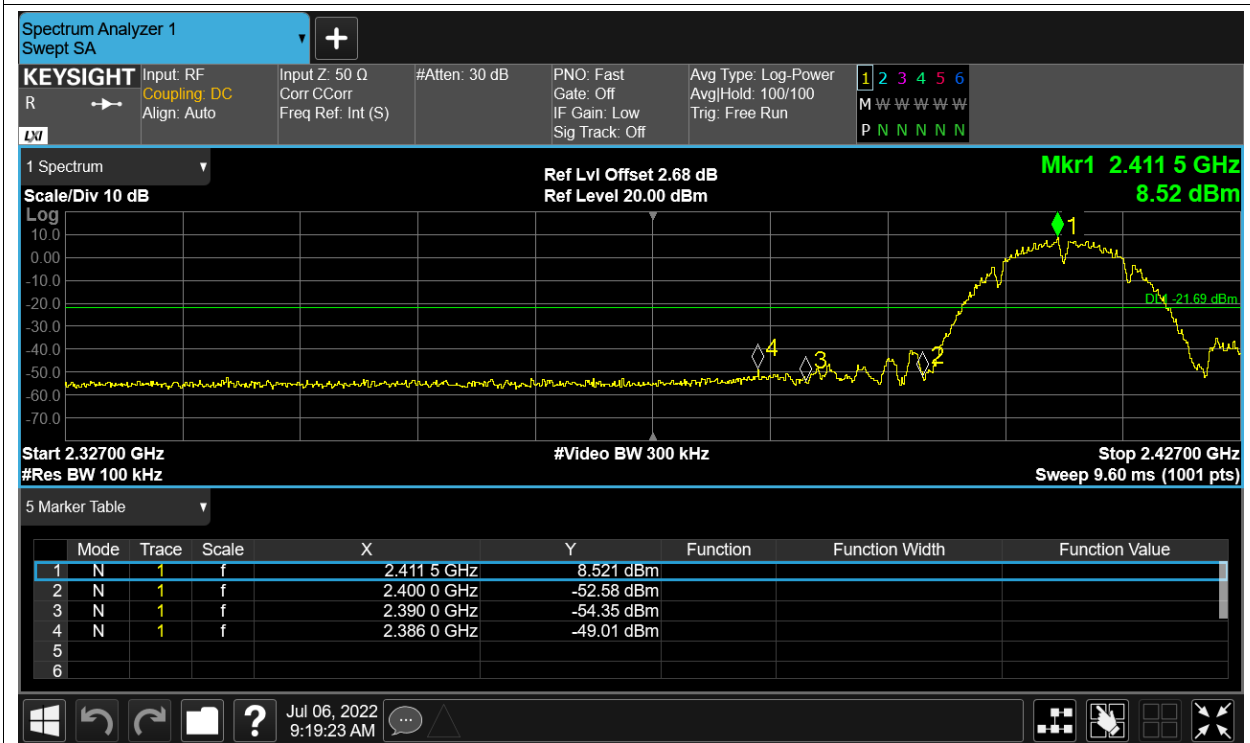 Spectrum Analyzer 1
Swept SA
KEYSIGHT
R
LXI
Input: RF
Coupling: DC
Align: Auto
Input Z: 50 Ω
Corr CCorr
Freq Ref: Int (S)
#Atten: 30 dB
PNO: Fast
Gate: Off
IF Gain: Low
Sig Track: Off
Avg Type: Log-Power
Avg|Hold: 100/100
Trig: Free Run
1 2 3 4 5 6
M W W W W W
P N N N N N
1 Spectrum
Scale/Div 10 dB
Ref Lvl Offset 2.68 dB
Ref Level 20.00 dBm
Mkr1 2.411 5 GHz
8.52 dBm
Log
10.0
0.00
-10.0
-20.0
-30.0
-40.0
-50.0
-60.0
-70.0
1
DL1 -21.69 dBm
4
3
2
Start 2.32700 GHz
#Video BW 300 kHz
Stop 2.42700 GHz
#Res BW 100 kHz
Sweep 9.60 ms (1001 pts)
5 Marker Table
Mode Trace Scale X Y Function Function Width Function Value
1 N 1 f 2.411 5 GHz 8.521 dBm
2 N 1 f 2.400 0 GHz -52.58 dBm
3 N 1 f 2.390 0 GHz -54.35 dBm
4 N 1 f 2.386 0 GHz -49.01 dBm
5
6
?
Jul 06, 2022
9:19:23 AM